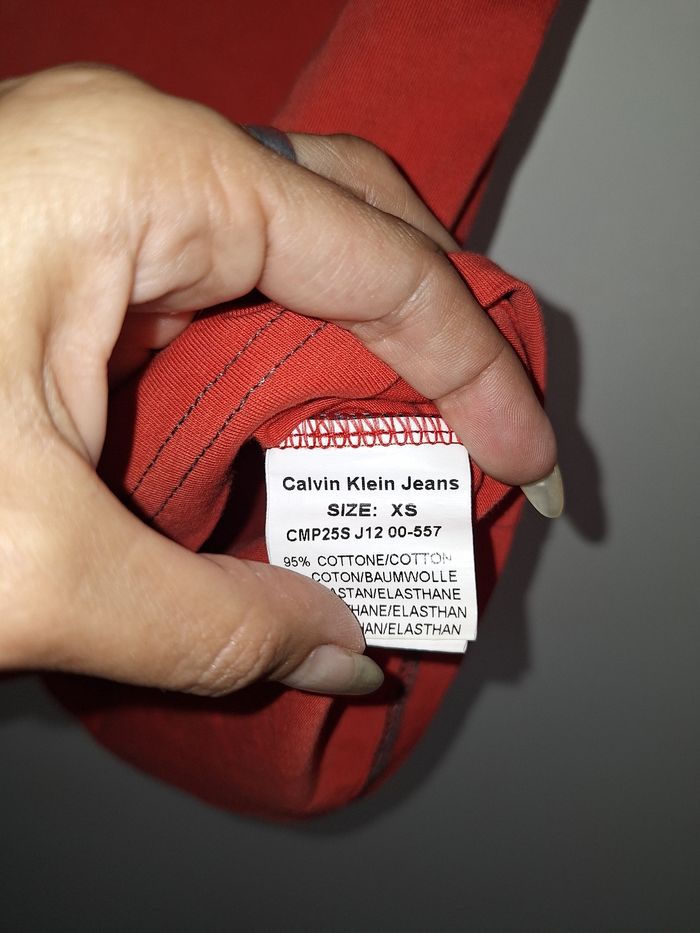 Calvin Klein Jeans
SIZE: XS
CMP25S J12 00-557
95% COTTONE/COTTON
COTON/BAUMWOLLE
ASTAN/ELASTHANE
HANE/ELASTHAN
AN/ELASTHAN